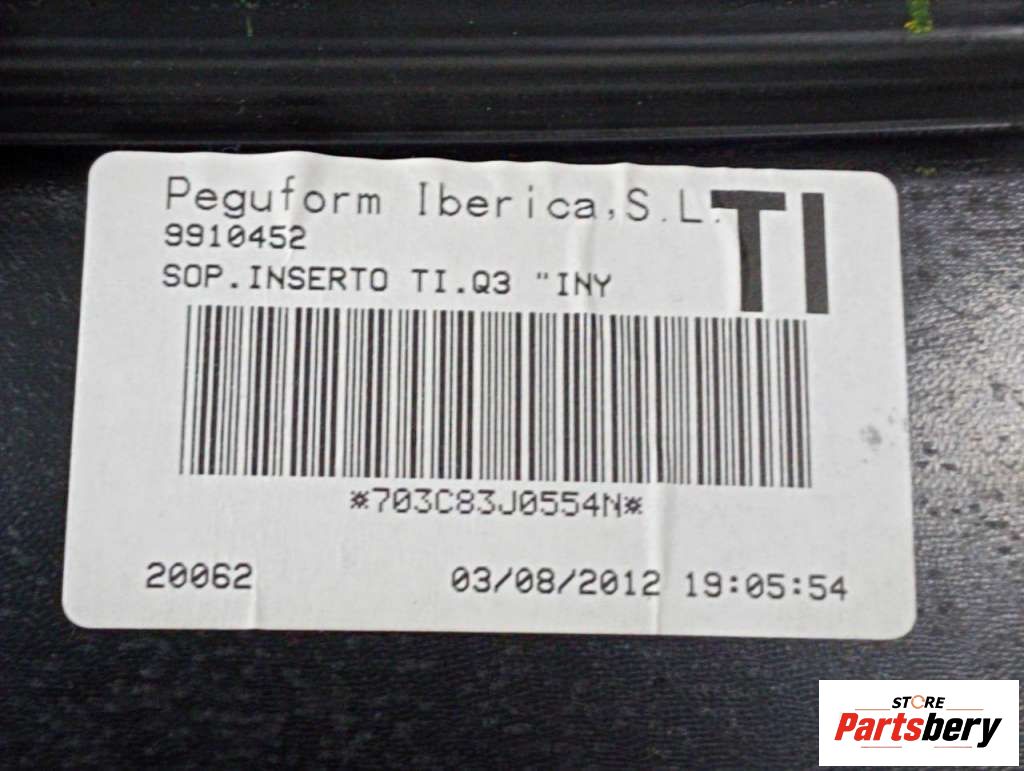 Peguform Iberica,S.L.
TI
9910452
SOP.INSERTO TI.Q3 "INY
*703C83J0554N*
20062 03/08/2012 19:05:54
STORE
Partsbery